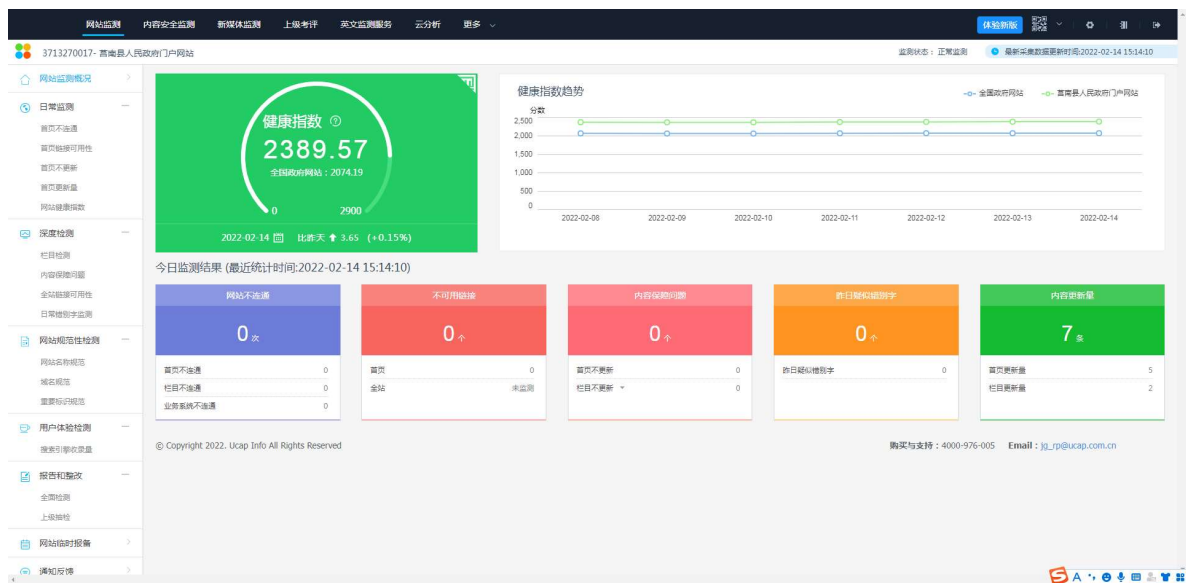 网站监测 内容安全监测 新媒体监测 上级考评 英文监测服务 云分析 更多 体验新版
3713270017- 莒南县人民政府门户网站 监测状态：正常监测 最新采集数据更新时间:2022-02-14 15:14:10
网站监测概况
日常监测
首页不连通
首页链接可用性
首页不更新
首页更新量
网站健康指数
深度检测
栏目检测
内容保障问题
全站链接可用性
日常错别字监测
网站规范性检测
网站名称规范
域名规范
重要标识规范
用户体验检测
搜索引擎收录量
报告和整改
全面检测
上级抽检
网站临时报备
通知反馈
健康指数 ?
2389.57
全国政府网站：2074.19
0 2900
2022-02-14 比昨天 3.65 (+0.15%)
健康指数趋势
全国政府网站 莒南县人民政府门户网站
分数
2,500
2,000
1,500
1,000
500
0
2022-02-08 2022-02-09 2022-02-10 2022-02-11 2022-02-12 2022-02-13 2022-02-14
今日监测结果 (最近统计时间:2022-02-14 15:14:10)
网站不连通
0 次
首页不连通 0
栏目不连通 0
业务系统不连通 0
不可用链接
0 个
首页 0
全站 未监测
内容保障问题
0 个
首页不更新 0
栏目不更新 0
昨日疑似错别字
0 个
昨日疑似错别字 0
内容更新量
7 条
首页更新量 5
栏目更新量 2
© Copyright 2022. Ucap Info All Rights Reserved 购买与支持：4000-976-005 Email：jg_rp@ucap.com.cn